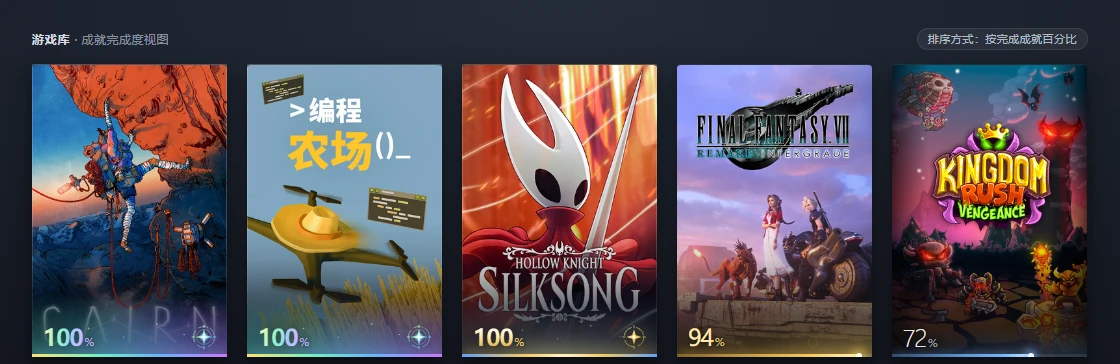 游戏库 · 成就完成度视图
排序方式：按完成成就百分比
CAIRN
100%
>编程
农场()_
100%
HOLLOW KNIGHT
SILKSONG
100%
FINAL FANTASY VII
REMAKE INTERGRADE
94%
KINGDOM
RUSH
VENGEANCE
72%